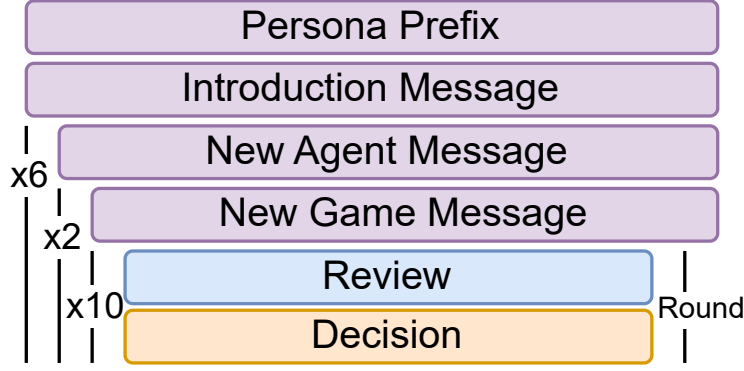 Persona Prefix
Introduction Message
New Agent Message
x6
New Game Message
x2
Review
x10
Round
Decision